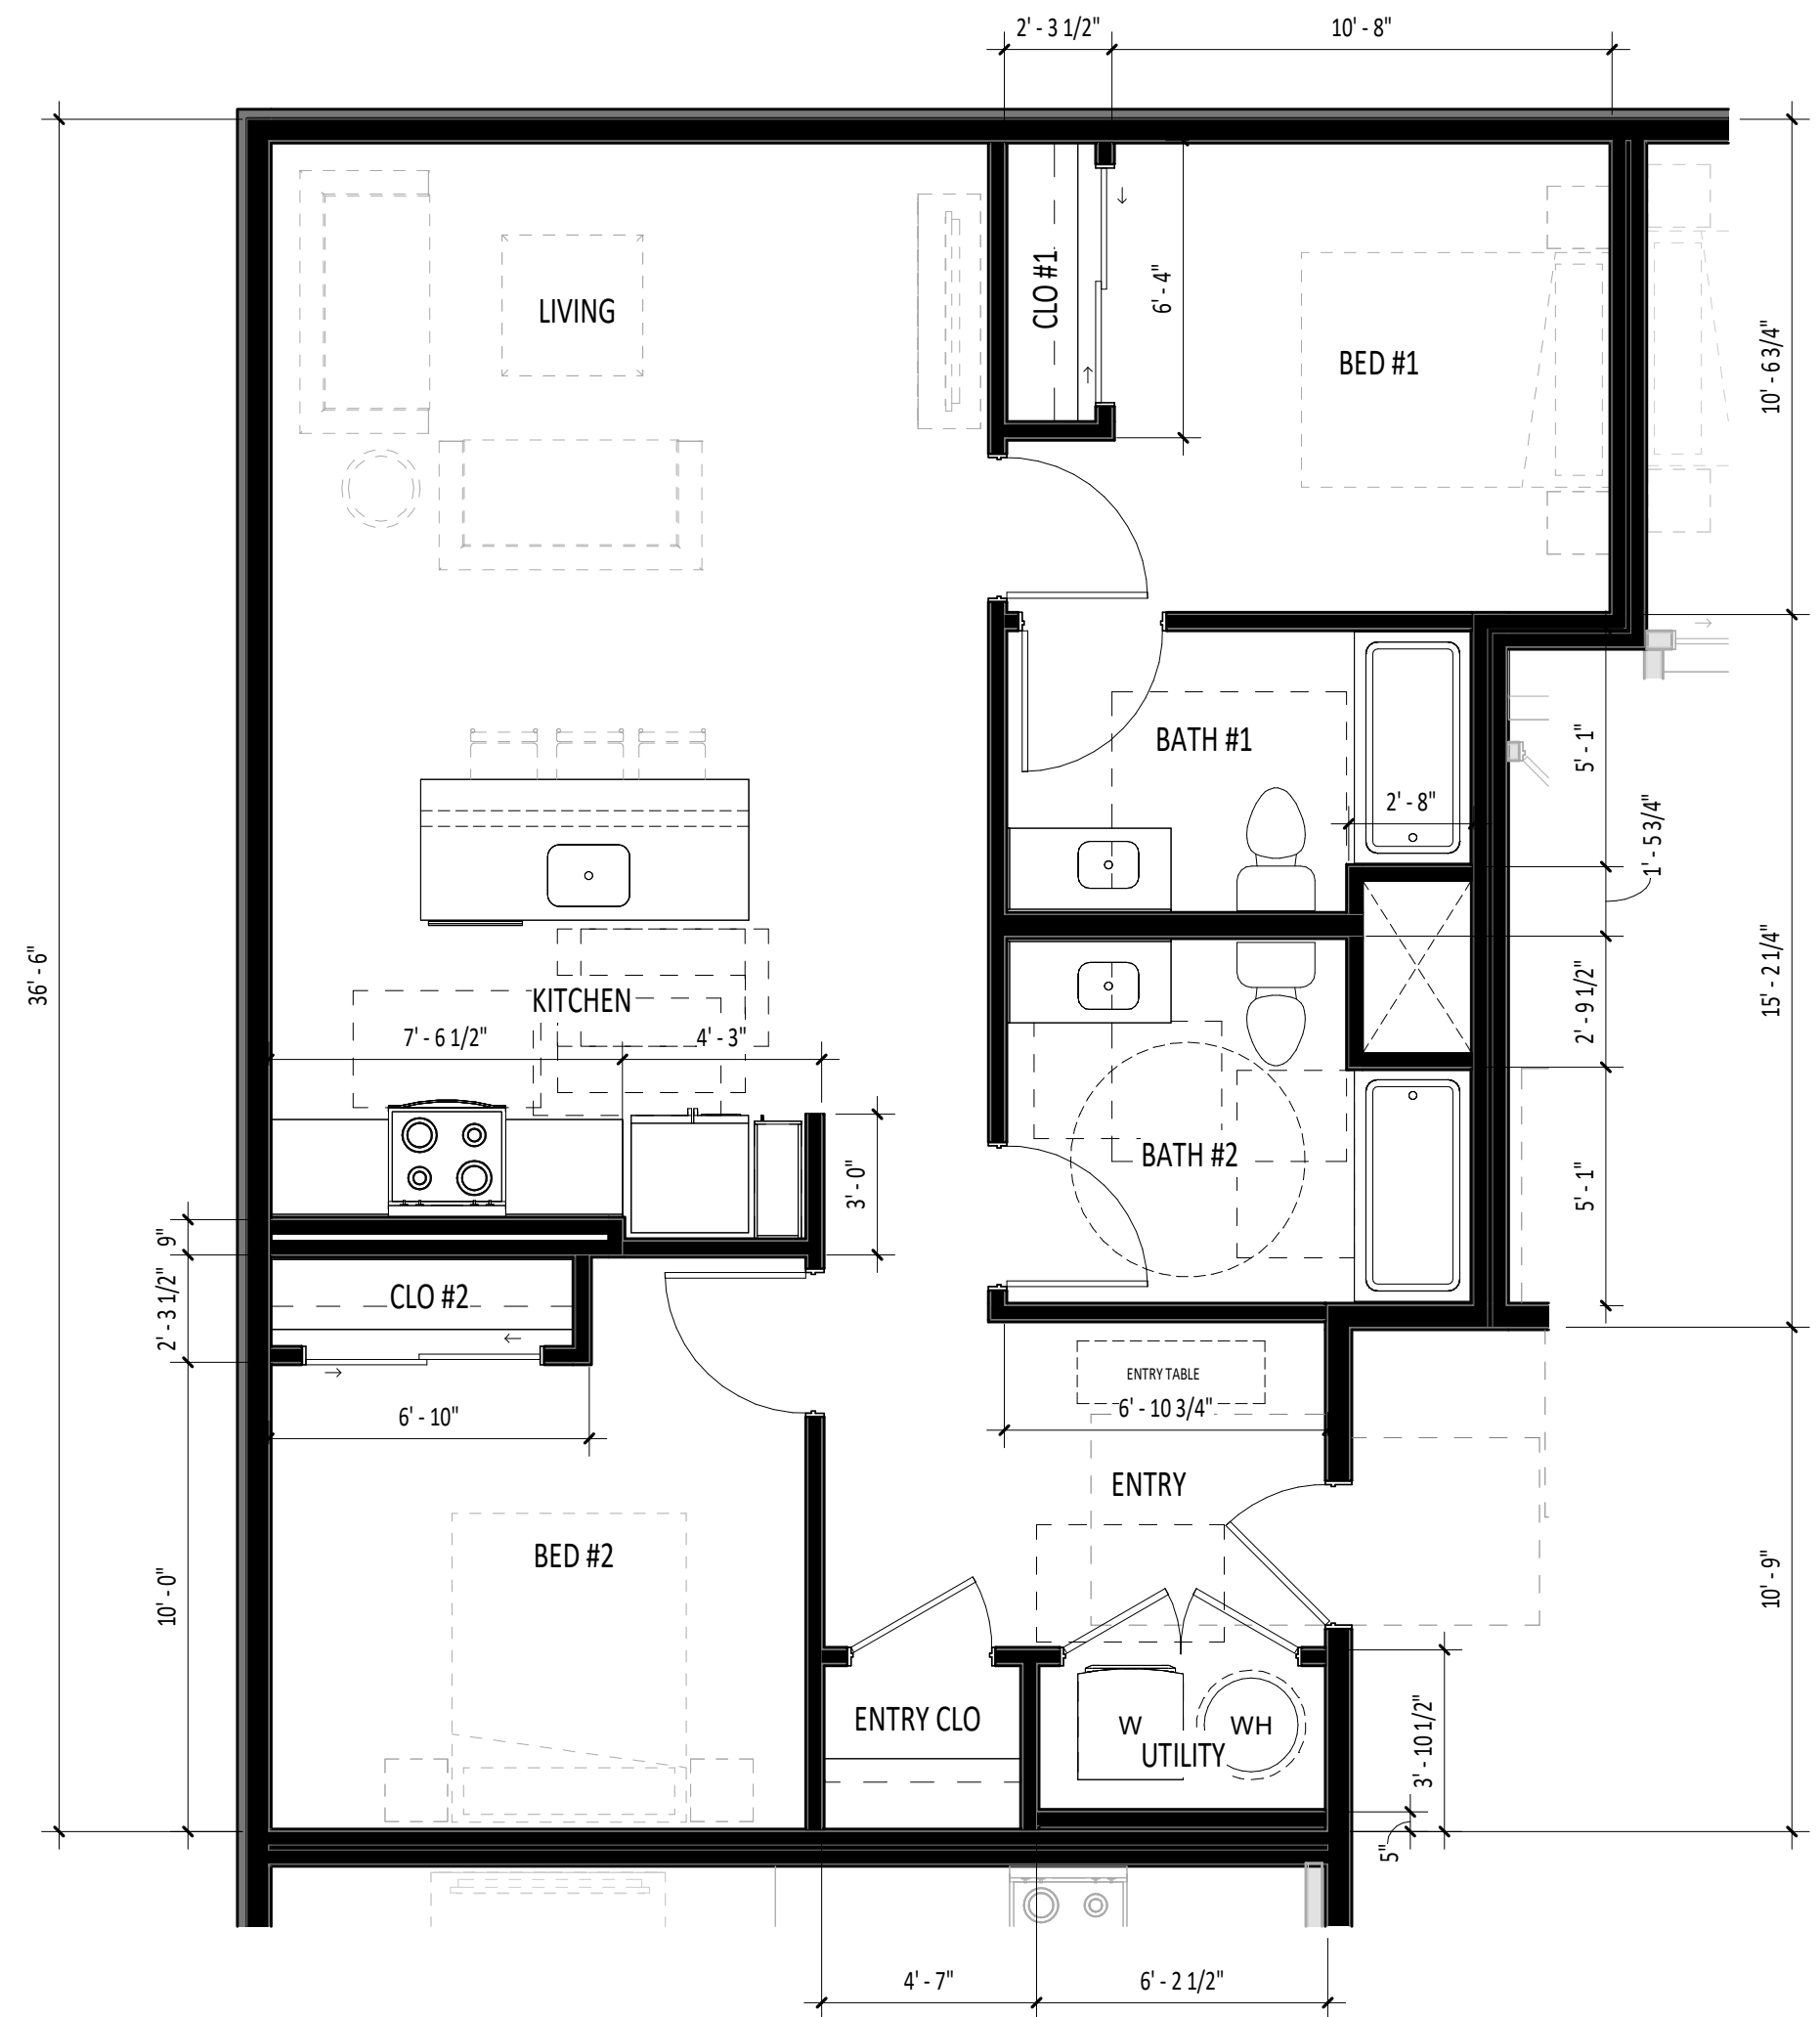 2' - 3 1/2"
10' - 8"
LIVING
CLO #1
6' - 4"
BED #1
10' - 6 3/4"
BATH #1
5' - 1"
2' - 8"
1' - 5 3/4"
36' - 6"
KITCHEN
7' - 6 1/2"
4' - 3"
2' - 9 1/2"
15' - 2 1/4"
BATH #2
3' - 0"
5' - 1"
9"
CLO #2
2' - 3 1/2"
ENTRY TABLE
6' - 10"
6' - 10 3/4"
ENTRY
BED #2
10' - 0"
10' - 9"
ENTRY CLO
W
WH
UTILITY
3' - 10 1/2"
5"
4' - 7"
6' - 2 1/2"